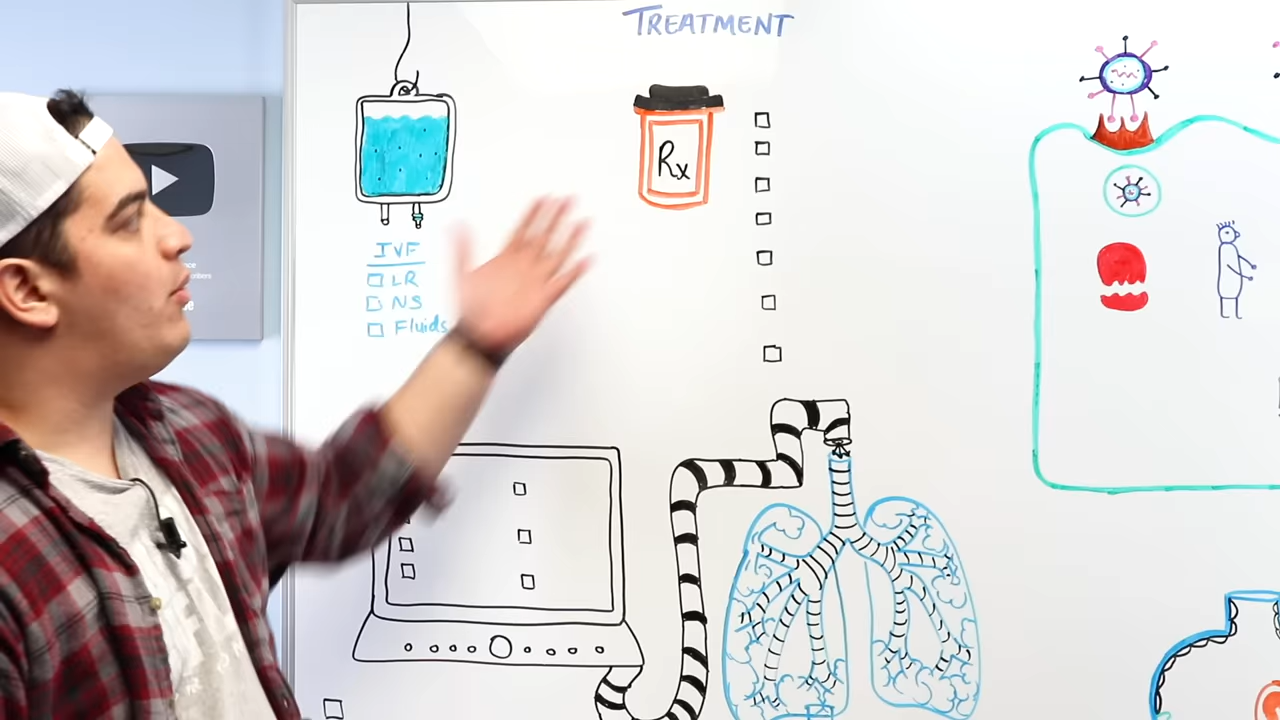 TREATMENT
Rx
IVF
LR
NS
Fluids